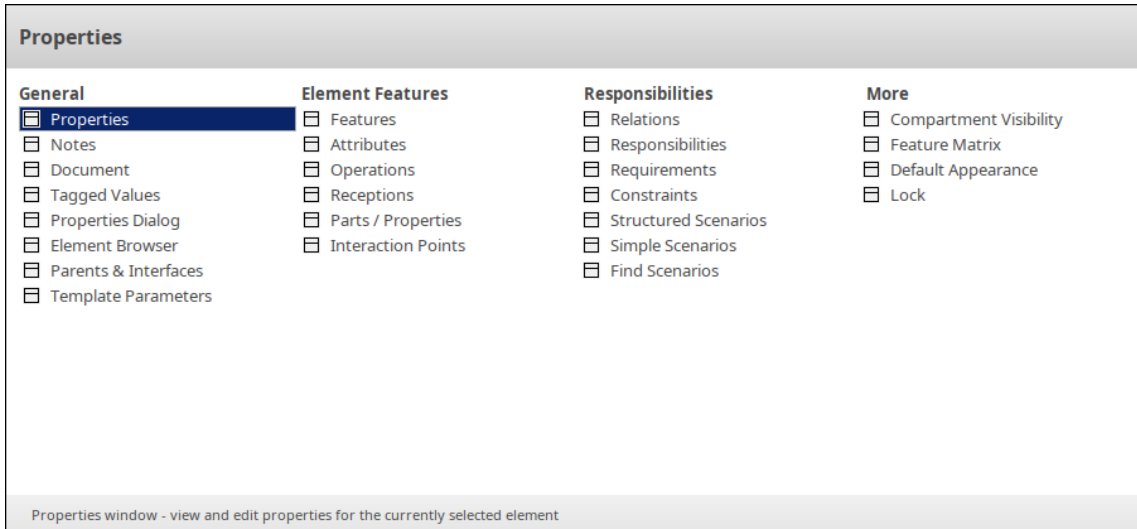 Properties
General
Properties
Notes
Document
Tagged Values
Properties Dialog
Element Browser
Parents & Interfaces
Template Parameters
Element Features
Features
Attributes
Operations
Receptions
Parts / Properties
Interaction Points
Responsibilities
Relations
Responsibilities
Requirements
Constraints
Structured Scenarios
Simple Scenarios
Find Scenarios
More
Compartment Visibility
Feature Matrix
Default Appearance
Lock
Properties window - view and edit properties for the currently selected element